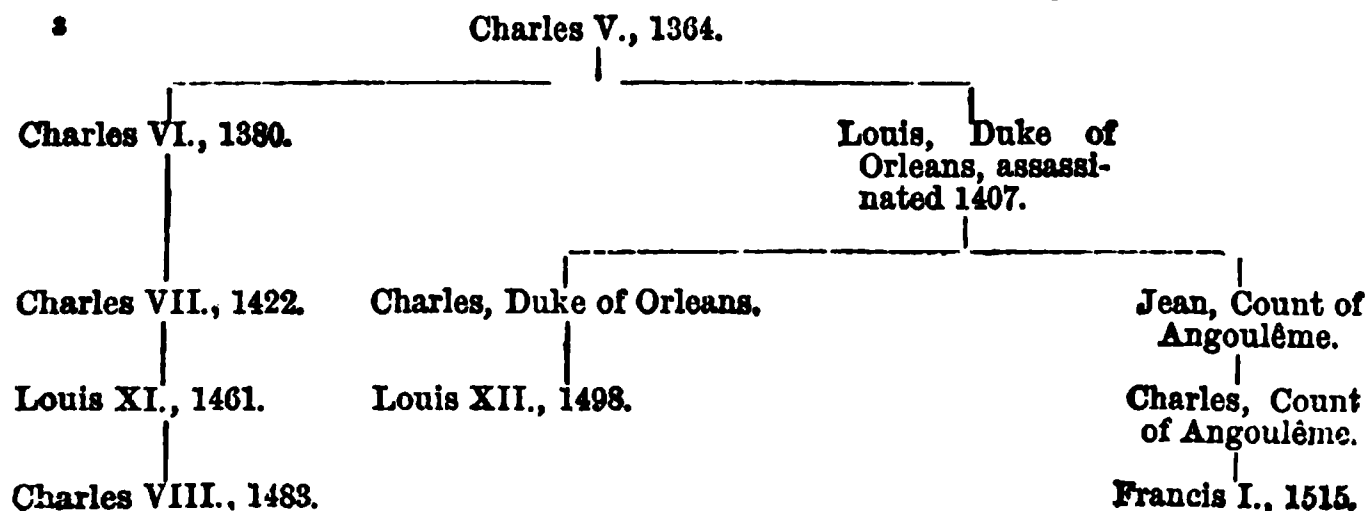 2
Charles V., 1364.
Charles VI., 1380.
Louis, Duke of
Orleans, assassi-
nated 1407.
Charles VII., 1422.
Charles, Duke of Orleans.
Jean, Count of
Angoulême.
Louis XI., 1461.
Louis XII., 1498.
Charles, Count
of Angoulême.
Charles VIII., 1483.
Francis I., 1515.